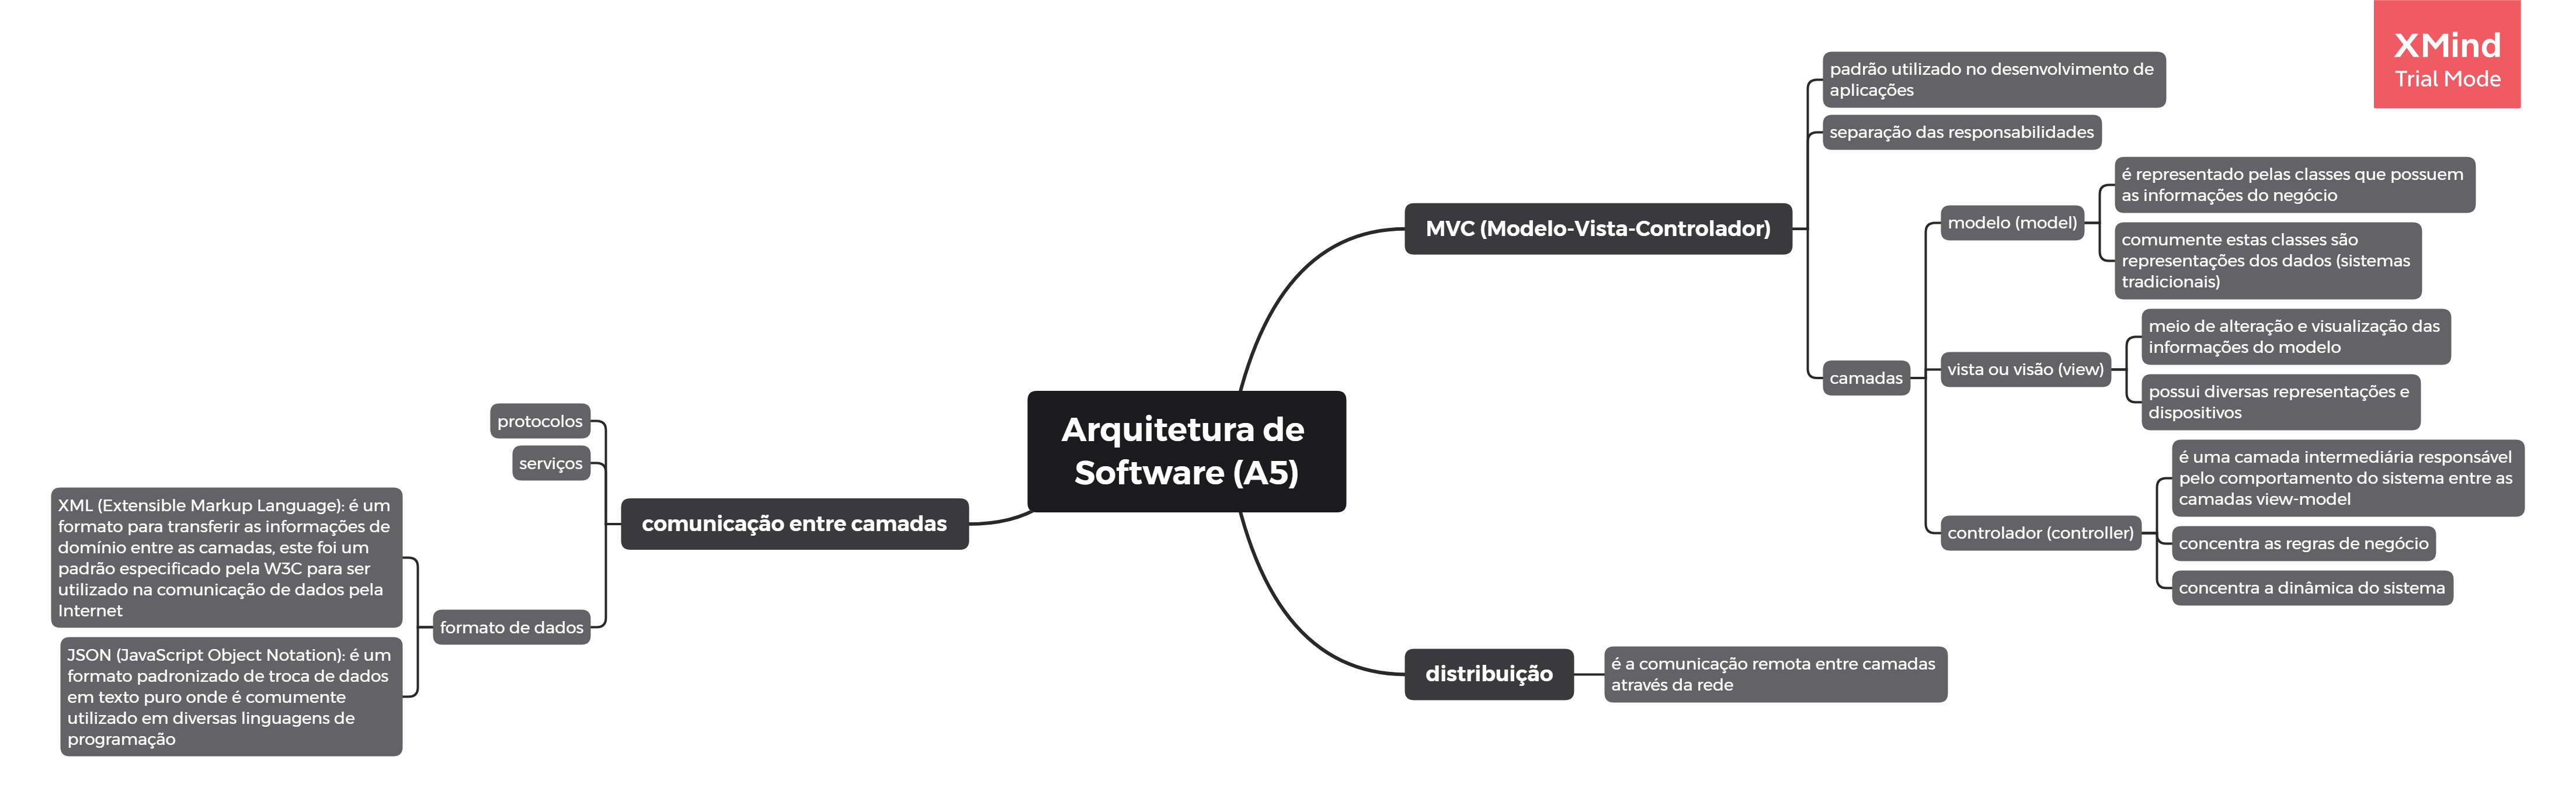 XMind
Trial Mode
Arquitetura de
Software (A5)
MVC (Modelo-Vista-Controlador)
padrão utilizado no desenvolvimento de
aplicações
separação das responsabilidades
camadas
modelo (model)
é representado pelas classes que possuem
as informações do negócio
comumente estas classes são
representações dos dados (sistemas
tradicionais)
vista ou visão (view)
meio de alteração e visualização das
informações do modelo
possui diversas representações e
dispositivos
controlador (controller)
é uma camada intermediária responsável
pelo comportamento do sistema entre as
camadas view-model
concentra as regras de negócio
concentra a dinâmica do sistema
distribuição
é a comunicação remota entre camadas
através da rede
comunicação entre camadas
protocolos
serviços
formato de dados
XML (Extensible Markup Language): é um
formato para transferir as informações de
domínio entre as camadas, este foi um
padrão especificado pela W3C para ser
utilizado na comunicação de dados pela
Internet
JSON (JavaScript Object Notation): é um
formato padronizado de troca de dados
em texto puro onde é comumente
utilizado em diversas linguagens de
programação